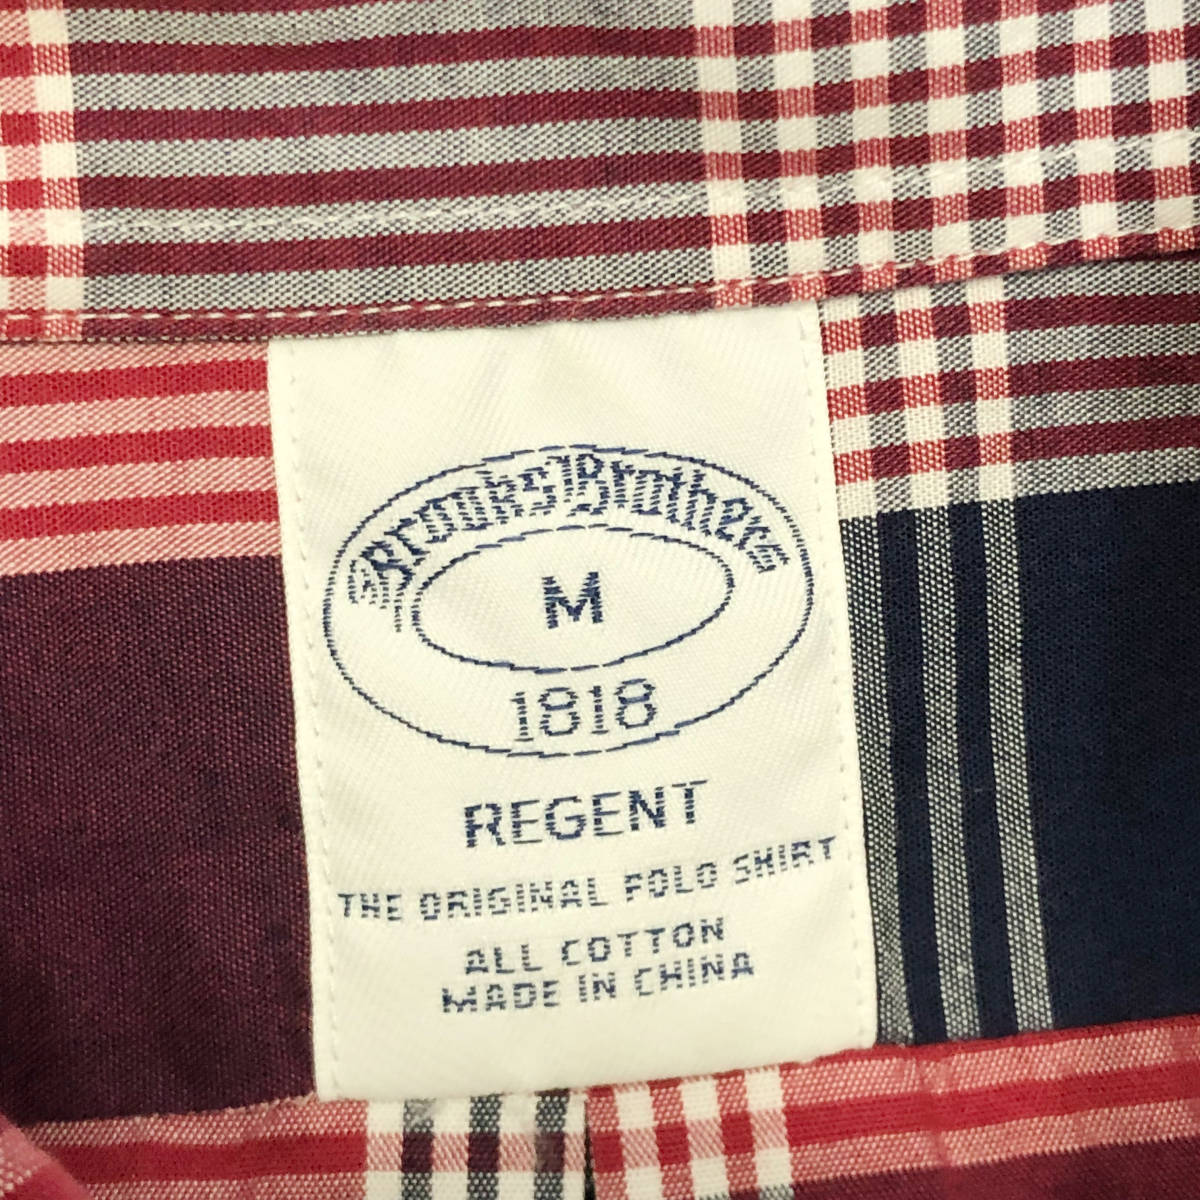 Brooks Brothers
M
1818
REGENT
THE ORIGINAL POLO SHIRT
ALL COTTON
MADE IN CHINA